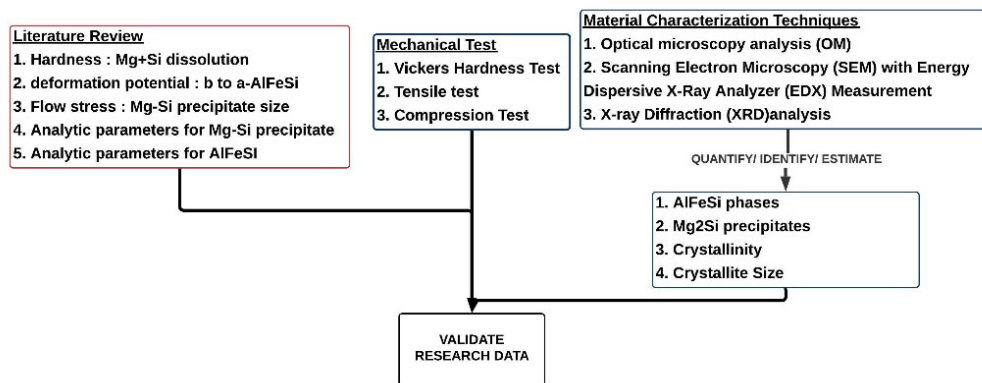 Literature Review
1. Hardness : Mg+Si dissolution
2. deformation potential : b to a-AlFeSi
3. Flow stress : Mg-Si precipitate size
4. Analytic parameters for Mg-Si precipitate
5. Analytic parameters for AlFeSI
Mechanical Test
1. Vickers Hardness Test
2. Tensile test
3. Compression Test
Material Characterization Techniques
1. Optical microscopy analysis (OM)
2. Scanning Electron Microscopy (SEM) with Energy
Dispersive X-Ray Analyzer (EDX) Measurement
3. X-ray Diffraction (XRD)analysis
QUANTIFY/ IDENTIFY/ ESTIMATE
1. AlFeSi phases
2. Mg2Si precipitates
3. Crystallinity
4. Crystallite Size
VALIDATE
RESEARCH DATA